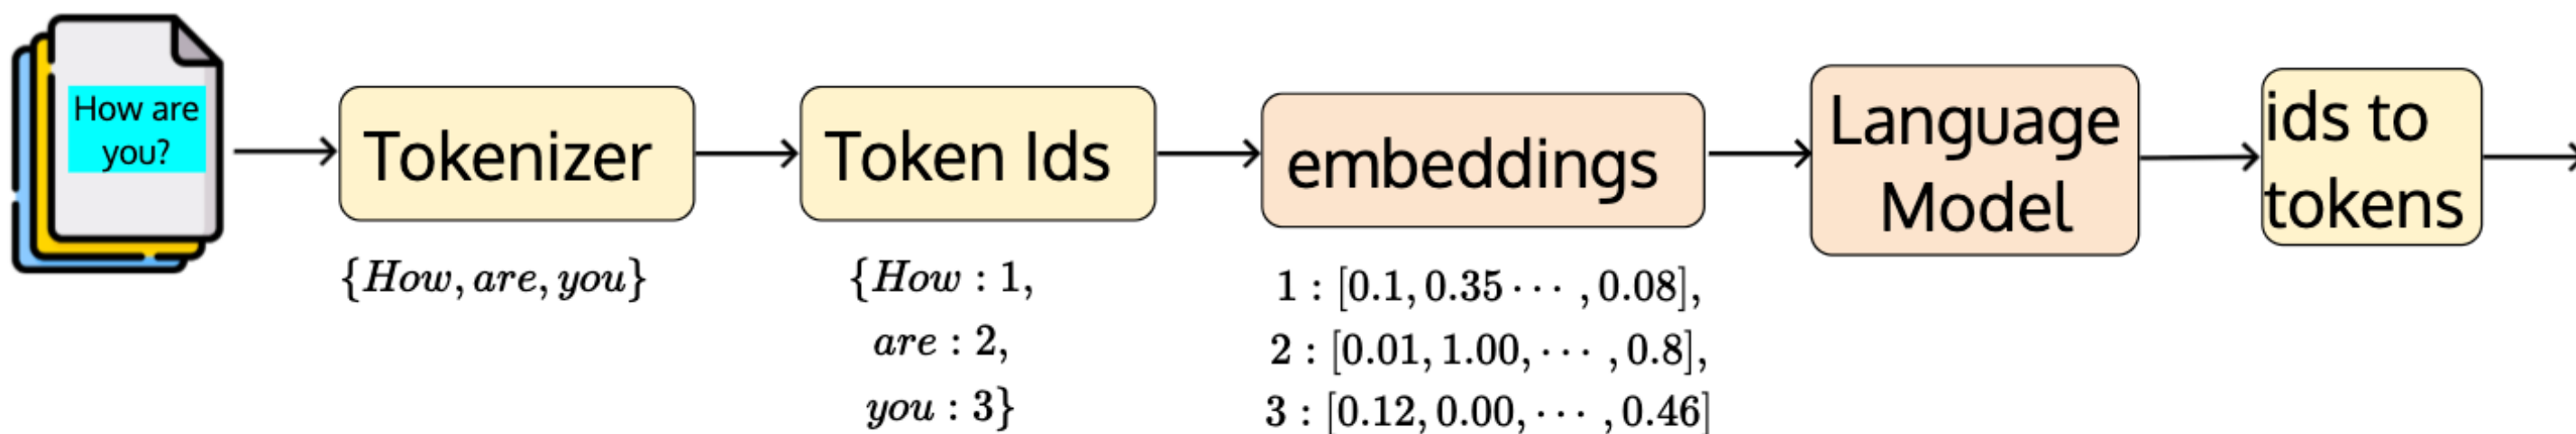 How are
you?
Tokenizer
{How, are, you}
Token Ids
{How : 1,
are : 2,
you : 3}
embeddings
1 : [0.1, 0.35 ⋯ , 0.08],
2 : [0.01, 1.00, ⋯ , 0.8],
3 : [0.12, 0.00, ⋯ , 0.46]
Language
Model
ids to
tokens